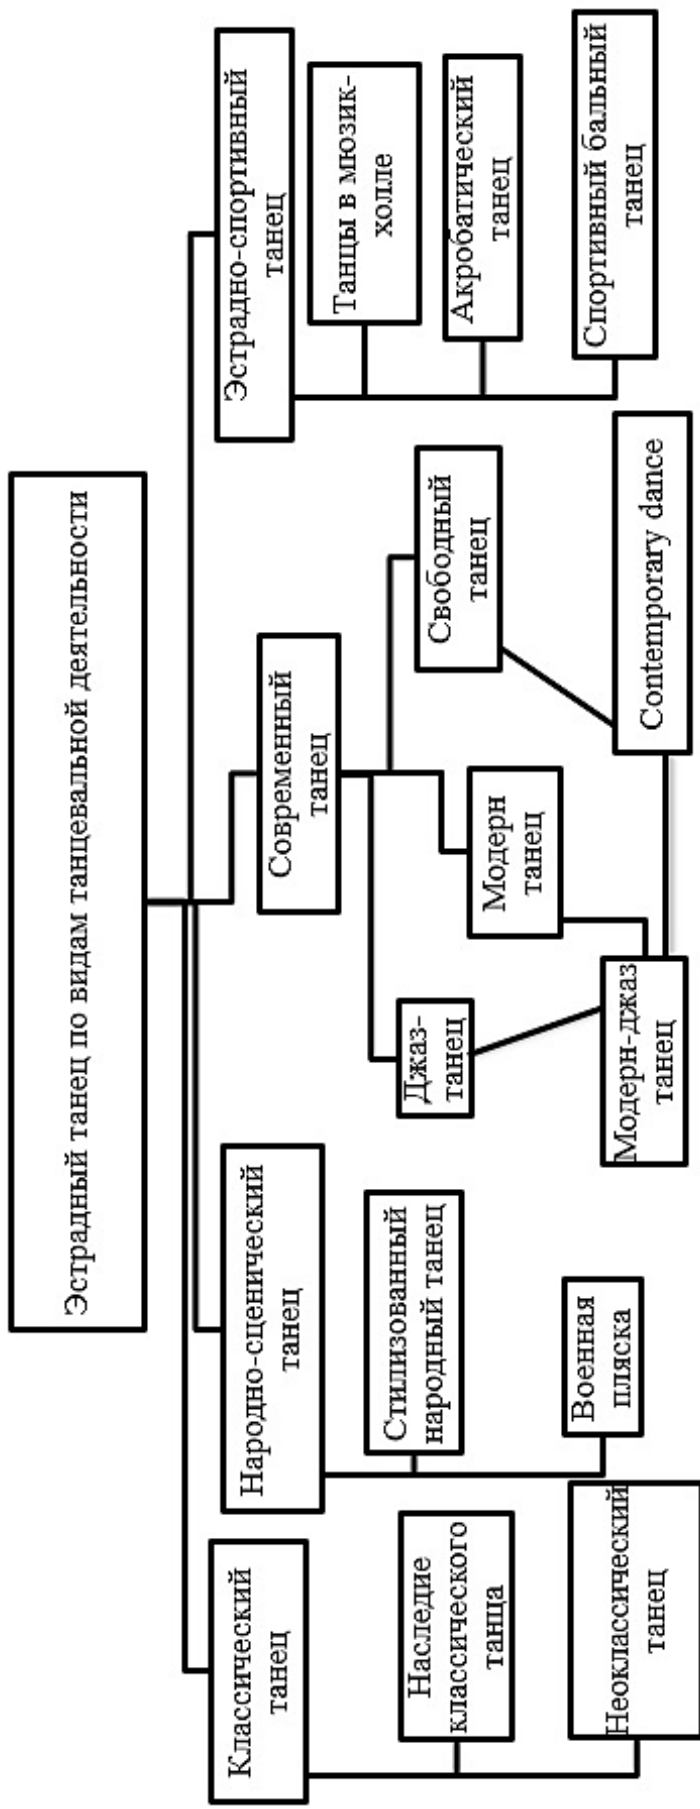 Эстрадный танец по видам танцевальной деятельности
Классический
танец
Народно-сценический
танец
Современный
танец
Эстрадно-спортивный
танец
Наследие
классического
танца
Неоклассический
танец
Стилизованный
народный танец
Военная
пляска
Джаз-
танец
Модерн
танец
Свободный
танец
Модерн-джаз
танец
Contemporary dance
Танцы в мюзик-
холле
Акробатический
танец
Спортивный бальный
танец